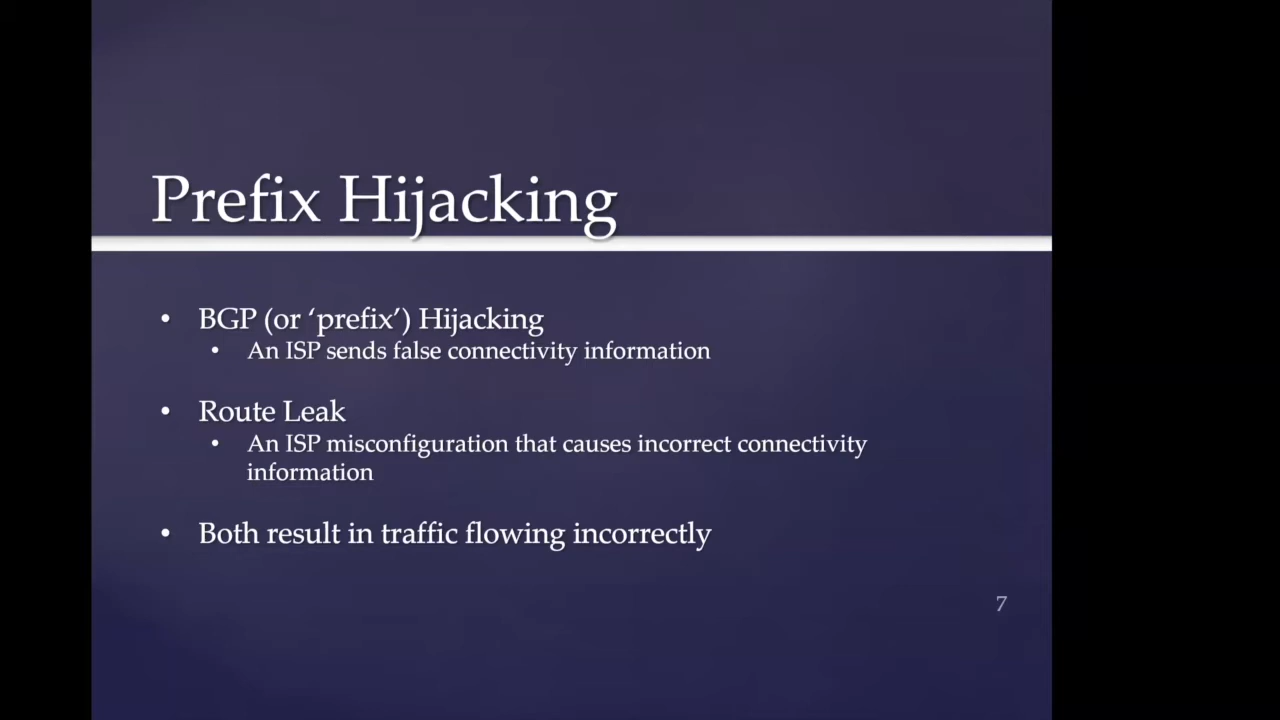 Prefix Hijacking
• BGP (or ‘prefix’) Hijacking
• An ISP sends false connectivity information
• Route Leak
• An ISP misconfiguration that causes incorrect connectivity
information
• Both result in traffic flowing incorrectly
7